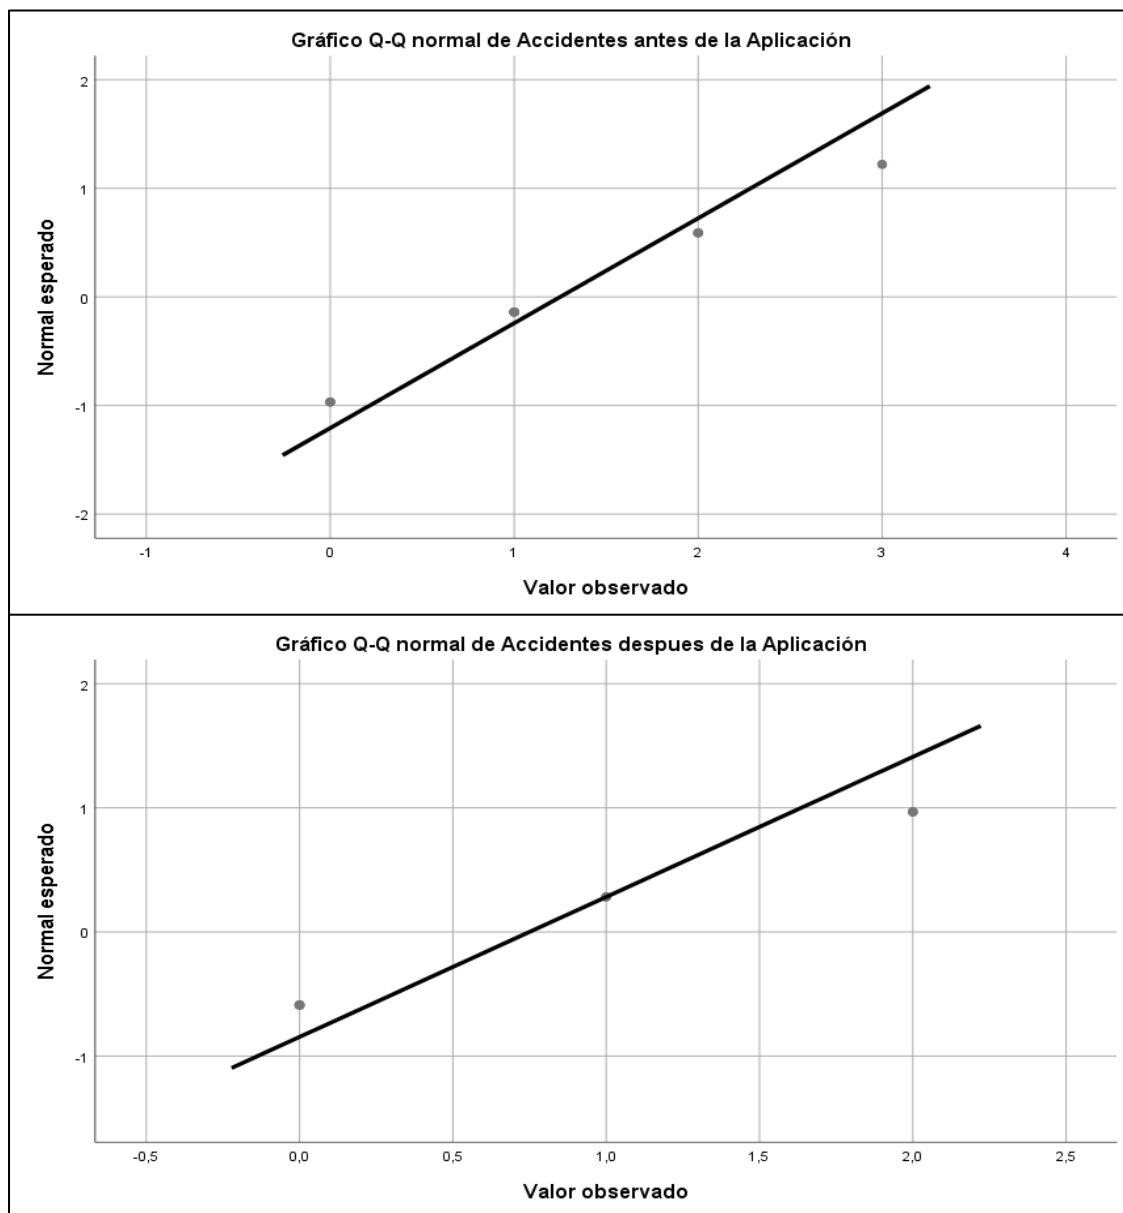 Gráfico Q-Q normal de Accidentes antes de la Aplicación
Normal esperado
2
1
0
-1
-2
-1 0 1 2 3 4
Valor observado
Gráfico Q-Q normal de Accidentes despues de la Aplicación
Normal esperado
2
1
0
-1
-0,5 0,0 0,5 1,0 1,5 2,0 2,5
Valor observado